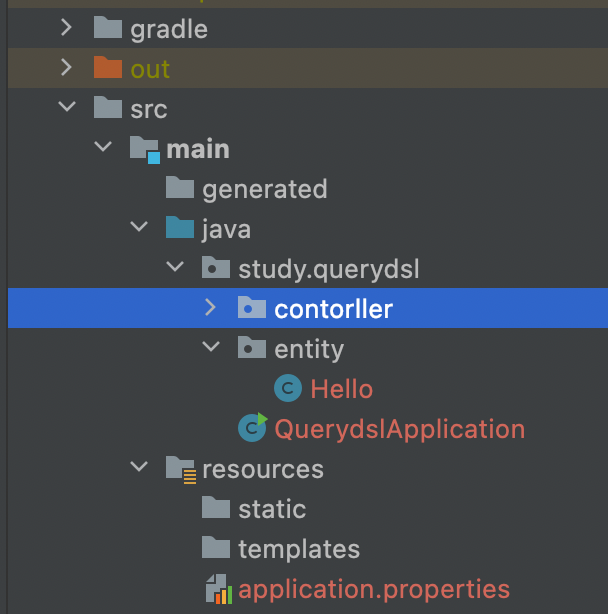 gradle
out
src
main
generated
java
study.querydsl
contorller
entity
Hello
QuerydslApplication
resources
static
templates
application.properties